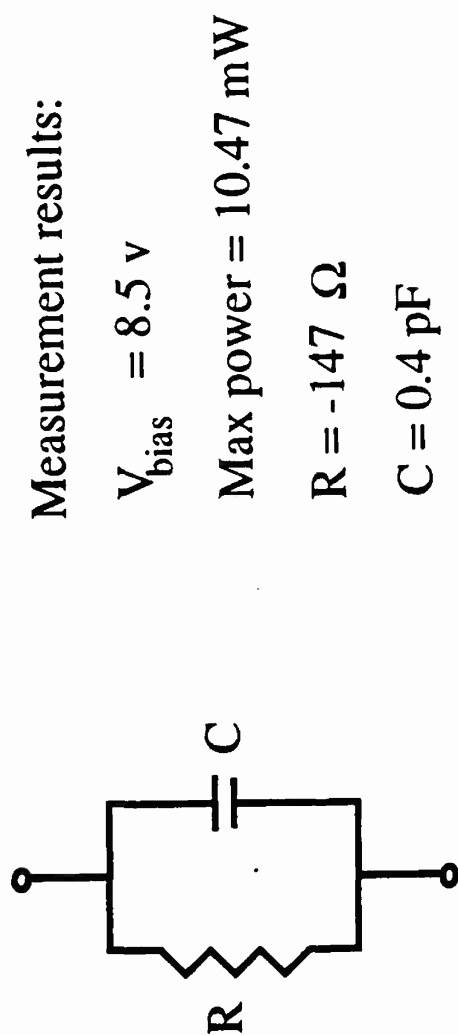 Measurement results:
V_bias = 8.5 v
Max power = 10.47 mW
R = -147 Ω
C = 0.4 pF
R
C